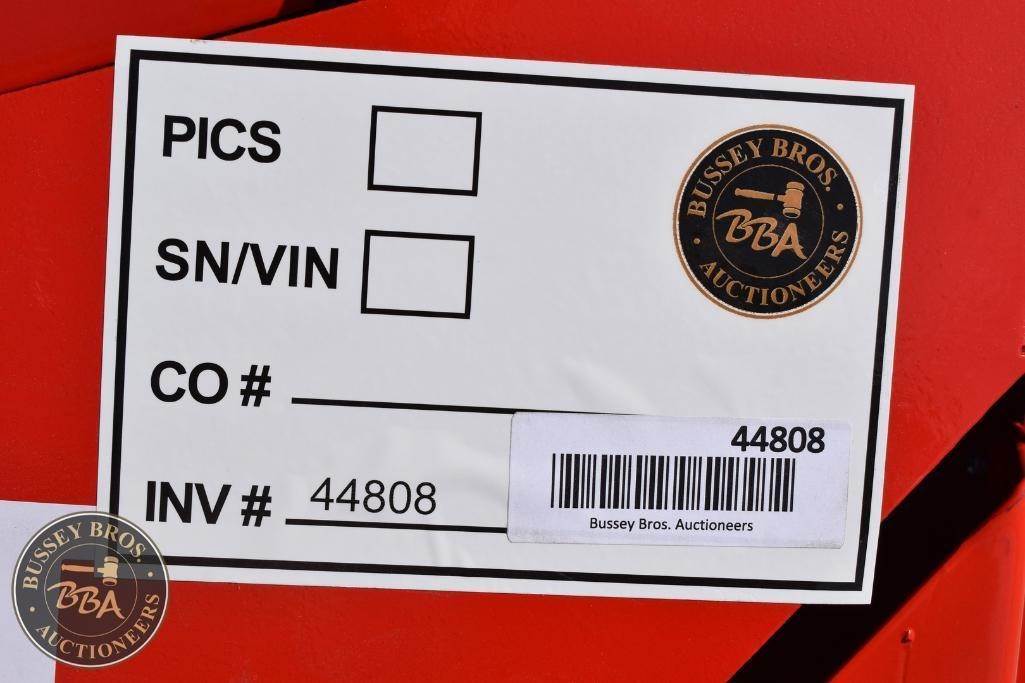 PICS
BUSSEY BROS.
BBA
AUCTIONEERS
SN/VIN
CO #
44808
INV # 44808
Bussey Bros. Auctioneers
BUSSEY BROS.
BBA
AUCTIONEERS